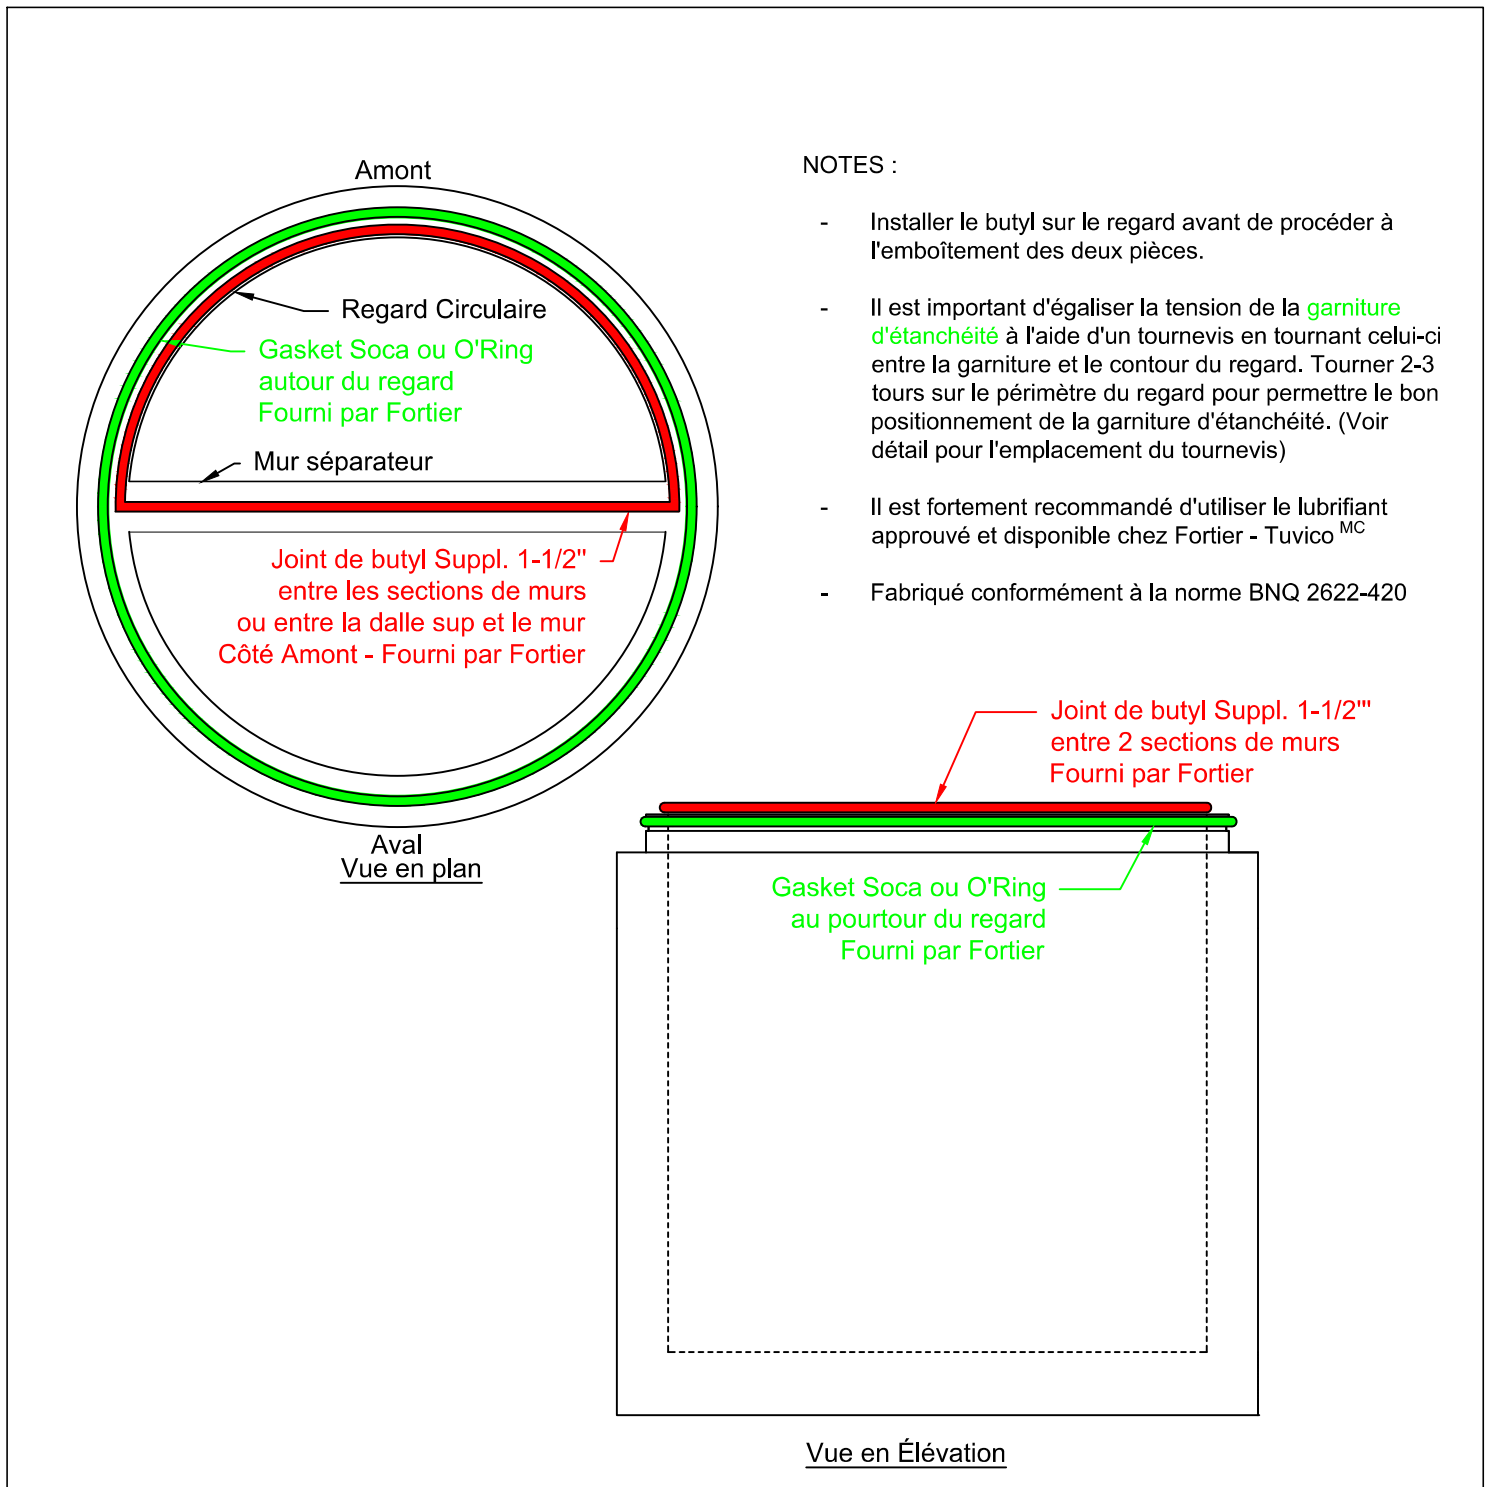 Amont
Regard Circulaire
Gasket Soca ou O'Ring
autour du regard
Fourni par Fortier
Mur séparateur
Joint de butyl Suppl. 1-1/2"
entre les sections de murs
ou entre la dalle sup et le mur
Côté Amont - Fourni par Fortier
Aval
Vue en plan
NOTES :
- Installer le butyl sur le regard avant de procéder à
l'emboîtement des deux pièces.
- Il est important d'égaliser la tension de la garniture
d'étanchéité à l'aide d'un tournevis en tournant celui-ci
entre la garniture et le contour du regard. Tourner 2-3
tours sur le périmètre du regard pour permettre le bon
positionnement de la garniture d'étanchéité. (Voir
détail pour l'emplacement du tournevis)
- Il est fortement recommandé d'utiliser le lubrifiant
approuvé et disponible chez Fortier - Tuvico MC
- Fabriqué conformément à la norme BNQ 2622-420
Joint de butyl Suppl. 1-1/2'"
entre 2 sections de murs
Fourni par Fortier
Gasket Soca ou O'Ring
au pourtour du regard
Fourni par Fortier
Vue en Élévation